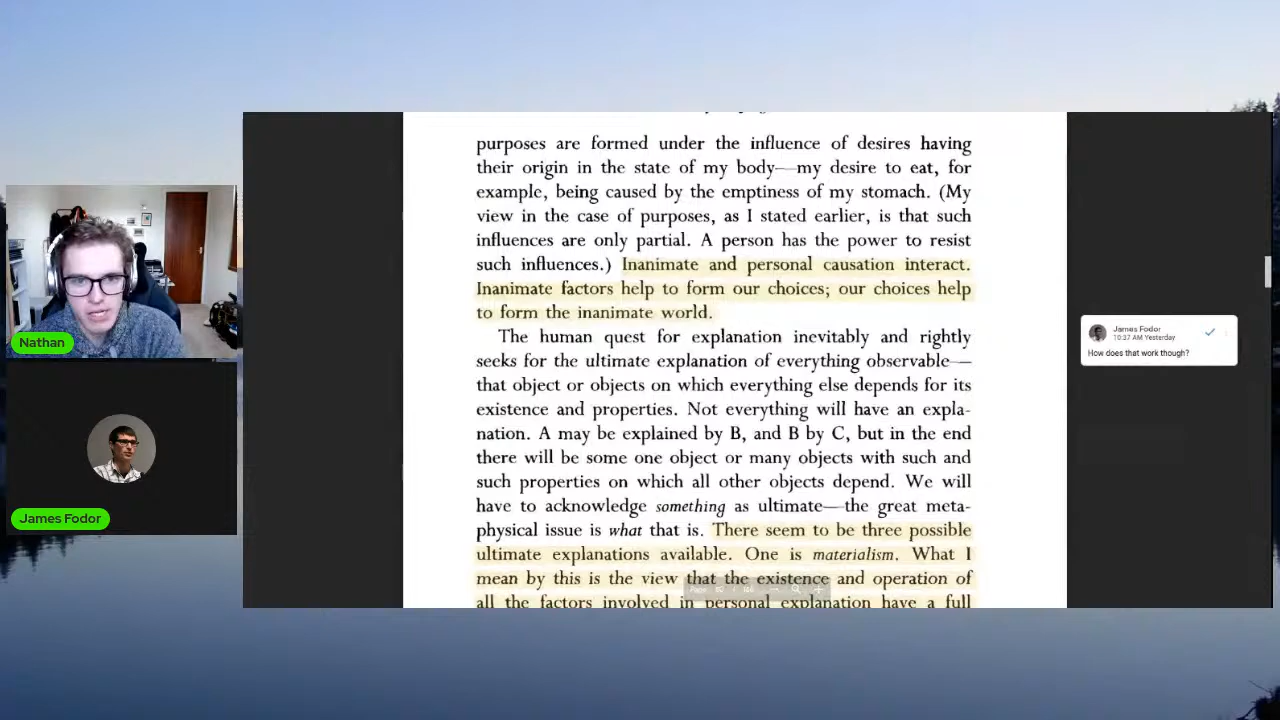 purposes are formed under the influence of desires having
their origin in the state of my body—my desire to eat, for
example, being caused by the emptiness of my stomach. (My
view in the case of purposes, as I stated earlier, is that such
influences are only partial. A person has the power to resist
such influences.) Inanimate and personal causation interact.
Inanimate factors help to form our choices; our choices help
to form the inanimate world.
The human quest for explanation inevitably and rightly
seeks for the ultimate explanation of everything observable—
that object or objects on which everything else depends for its
existence and properties. Not everything will have an expla-
nation. A may be explained by B, and B by C, but in the end
there will be some one object or many objects with such and
such properties on which all other objects depend. We will
have to acknowledge something as ultimate—the great meta-
physical issue is what that is. There seem to be three possible
ultimate explanations available. One is materialism. What I
mean by this is the view that the existence and operation of
all the factors involved in personal explanation have a full
Page
James Fodor
10:37 AM Yesterday
How does that work though?
Nathan
James Fodor